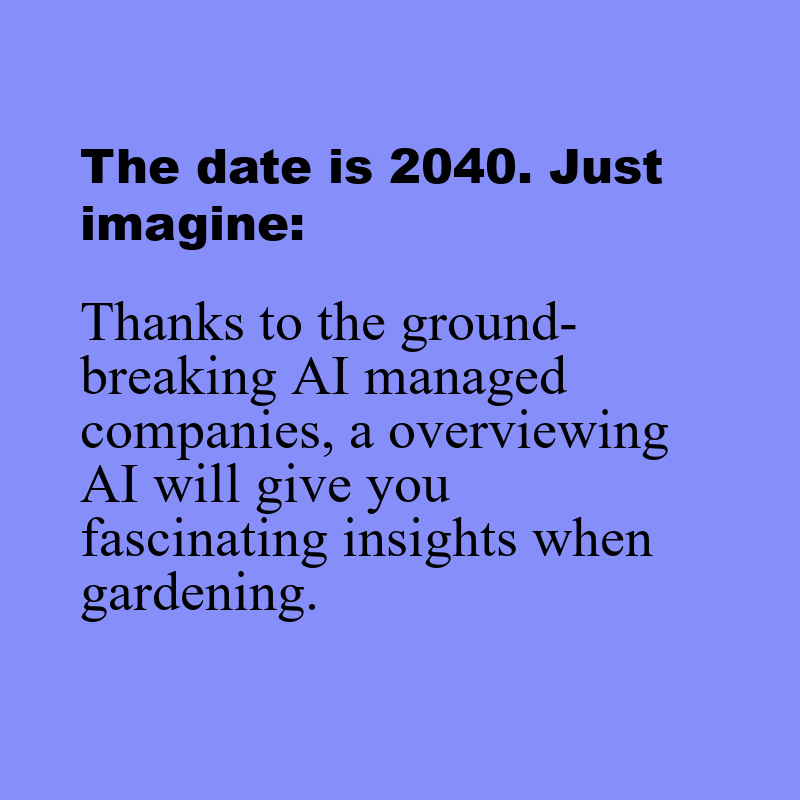 The date is 2040. Just
imagine:
Thanks to the ground-
breaking AI managed
companies, a overviewing
AI will give you
fascinating insights when
gardening.